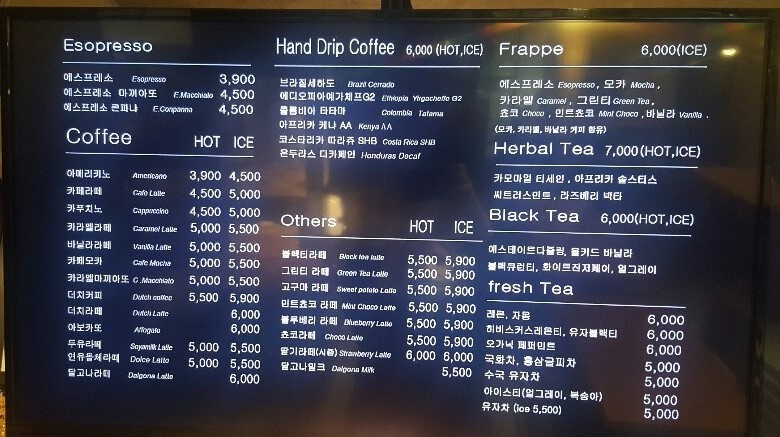 Esopresso
에스프레소 Esopresso 3,900
에스프레소 마끼아또 E.Macchiato 4,500
에스프레소 콘파냐 E.Conpanna 4,500
Coffee HOT ICE
아메리카노 Americano 3,900 4,500
카페라떼 Cafe Latte 4,500 5,000
카푸치노 Cappuccino 4,500 5,000
카라멜라떼 Caramel Latte 5,000 5,500
바닐라라떼 Vanilla Latte 5,000 5,500
카페모카 Cafe Mocha 5,000 5,500
카라멜마끼아또 C.Macchiato 5,000 5,500
더치커피 Dutch coffee 5,500 5,900
더치라떼 Dutch Latte 6,000
아보카또 Affogato 6,000
두유라떼 Soyamilk Latte 5,000 5,500
연유돌체라떼 Dolce Latte 5,000 5,500
달고나라떼 Dalgona Latte 6,000
Hand Drip Coffee 6,000 (HOT,ICE)
브라질세하도 Brazil Cerrado
에디오피아예가체프G2 Ethiopia Yirgacheffe G2
콜롬비아 타타마 Colombia Tatama
아프리카 케냐 AA Kenya AA
코스타리카 따라쥬 SHB Costa Rica SHB
온두라스 디카페인 Honduras Decaf
Others HOT ICE
블랙티라떼 Black tea latte 5,500 5,900
그린티 라떼 Green Tea Latte 5,500 5,900
고구마 라떼 Sweet potato Latte 5,500 5,900
민트쵸코 라떼 Mint Choco Latte 5,500 5,900
블루베리 라떼 Blueberry Latte 5,500 5,900
쵸코라떼 Choco Latte 5,500 5,900
딸기라떼(시즌) Strawberry Latte 6,000 6,000
달고나밀크 Dalgona Milk 5,500
Frappe 6,000(ICE)
에스프레소 Esopresso , 모카 Mocha ,
카라멜 Caramel , 그린티 Green Tea ,
쵸코 Choco , 민트쵸코 Mint Choco , 바닐라 Vanilla .
(모카, 카라멜, 바닐라 커피 함유)
Herbal Tea 7,000(HOT,ICE)
카모마일 티세인 , 아프리카 솔스티스
씨트러스민트 , 라즈베리 넥타
Black Tea 6,000(HOT,ICE)
에스테이트다즐링, 올키드 바닐라
블랙큐런티, 화이트진저페어, 얼그레이
fresh Tea
레몬, 자몽 6,000
히비스커스레몬티, 유자블랙티 6,000
오가닉 페퍼민트 6,000
국화차, 홍삼귤피차 5,000
수국 유자차 5,000
아이스티(얼그레이, 복숭아) 5,000
유자차 (ice 5,500) 5,000